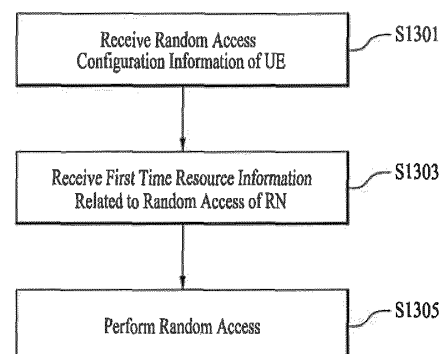 Receive Random Access
Configuration Information of UE
S1301
Receive First Time Resource Information
Related to Random Access of RN
S1303
Perform Random Access
S1305